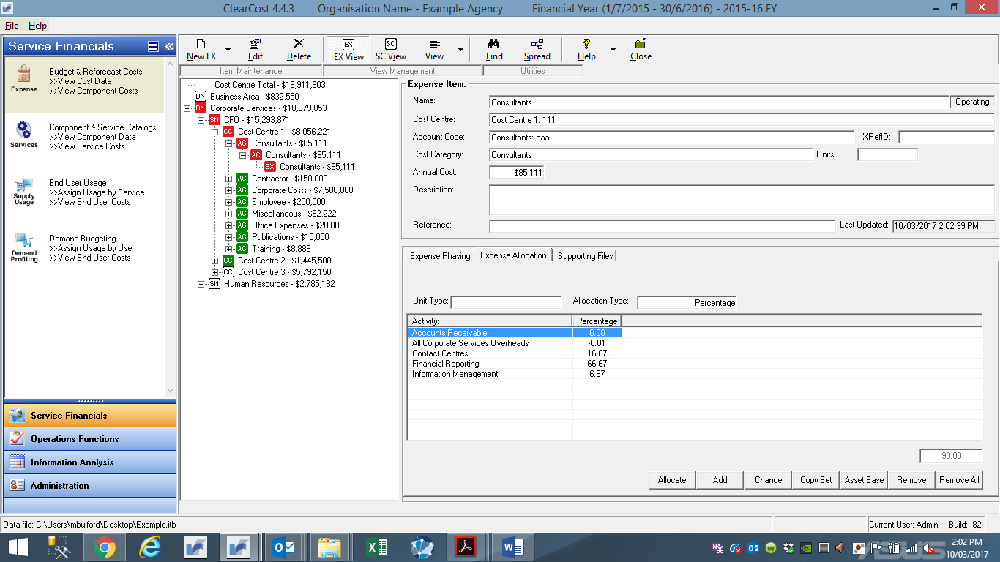 ClearCost 4.4.3 Organisation Name - Example Agency Financial Year (1/7/2015 - 30/6/2016) - 2015-16 FY
File Help
Service Financials
Expense
Budget & Reforecast Costs
>>View Cost Data
>>View Component Costs
Services
Component & Service Catalogs
>>View Component Data
>>View Service Costs
Supply Usage
End User Usage
>>Assign Usage by Service
>>View End User Costs
Demand Profiling
Demand Budgeting
>>Assign Usage by User
>>View End User Costs
Service Financials
Operations Functions
Information Analysis
Administration
New EX Edit Delete EX EX View SC SC View View Find Spread Help Close
Item Maintenance View Management Utilities
Cost Centre Total - $18,911,603
DN Business Area - $832,550
DN Corporate Services - $18,079,053
SN CFO - $15,293,871
CC Cost Centre 1 - $8,056,221
AG Consultants - $85,111
AC Consultants - $85,111
EX Consultants - $85,111
AG Contractor - $150,000
AG Corporate Costs - $7,500,000
AG Employee - $200,000
AG Miscellaneous - $82,222
AG Office Expenses - $20,000
AG Publications - $10,000
AG Training - $8,888
CC Cost Centre 2 - $1,445,500
CC Cost Centre 3 - $5,792,150
SN Human Resources - $2,785,182
Expense Item:
Name: Consultants Operating
Cost Centre: Cost Centre 1: 111
Account Code: Consultants: aaa XRefID:
Cost Category: Consultants Units:
Annual Cost: $85,111
Description:
Reference: Last Updated: 10/03/2017 2:02:39 PM
Expense Phasing Expense Allocation Supporting Files
Unit Type: Allocation Type: Percentage
Activity: Percentage
Accounts Receivable 0.00
All Corporate Services Overheads -0.01
Contact Centres 16.67
Financial Reporting 66.67
Information Management 6.67
90.00
Allocate Add Change Copy Set Asset Base Remove Remove All
Data file: C:\Users\mbulford\Desktop\Example.itb Current User: Admin Build: -82-
2:02 PM
10/03/2017
ASUS